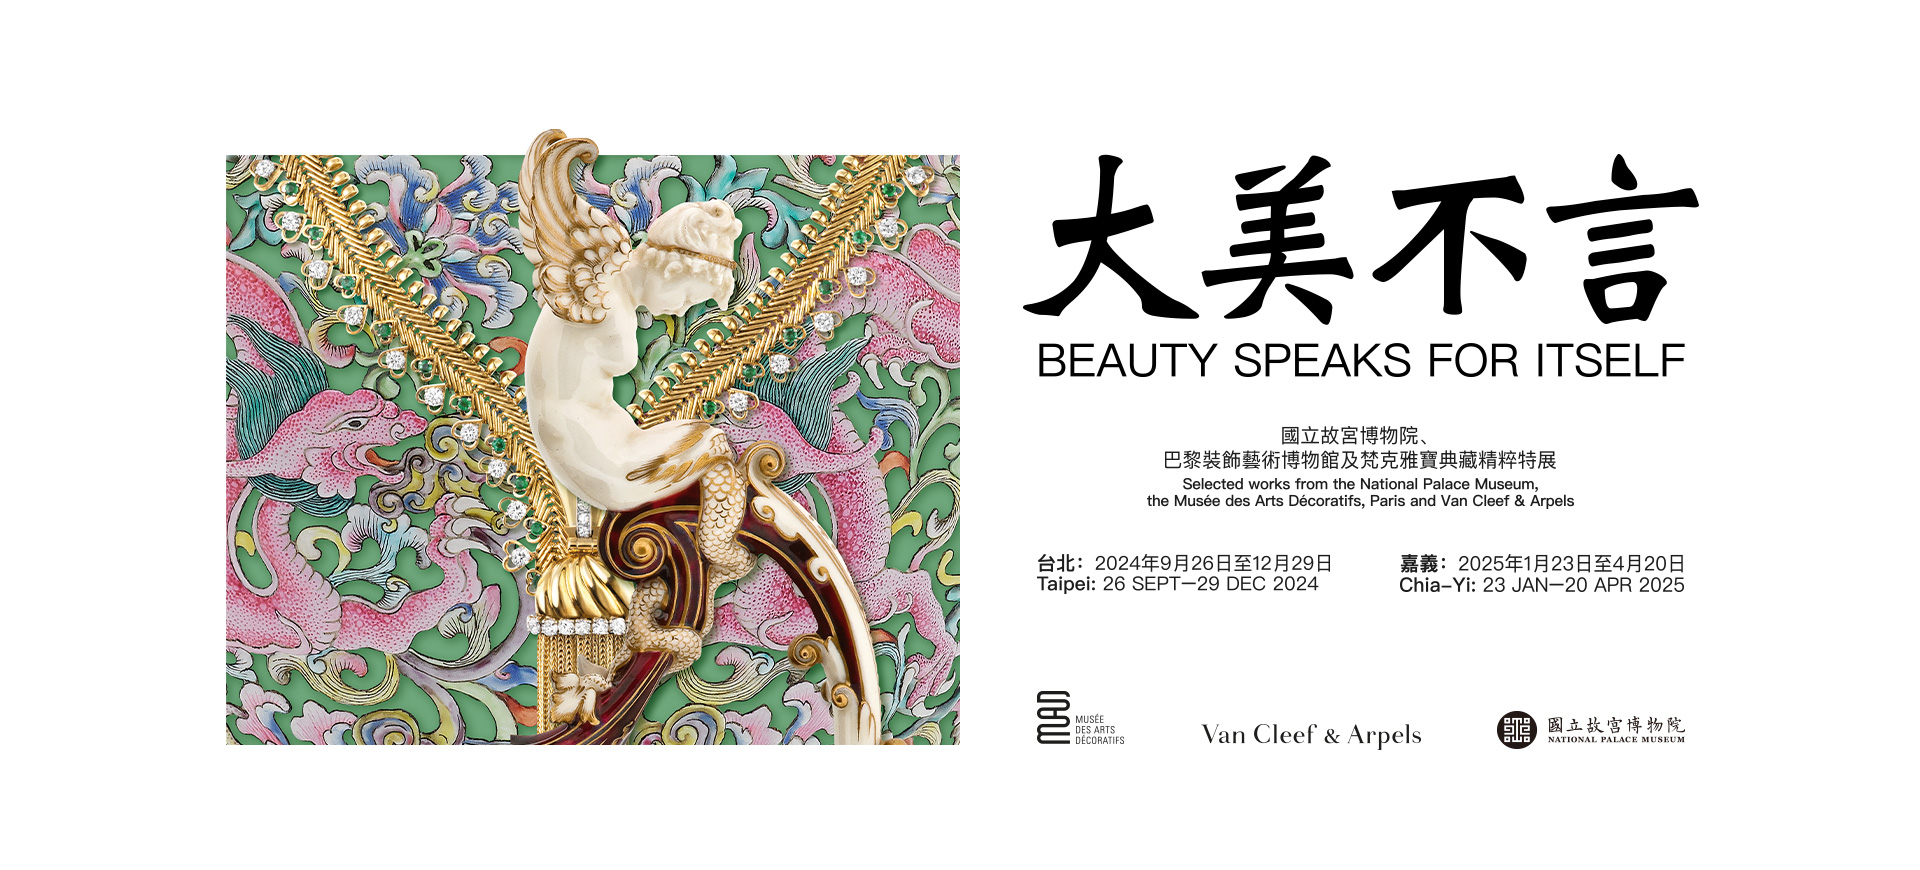 大美不言
BEAUTY SPEAKS FOR ITSELF
國立故宮博物院、
巴黎裝飾藝術博物館及梵克雅寶典藏精粹特展
Selected works from the National Palace Museum,
the Musée des Arts Décoratifs, Paris and Van Cleef & Arpels
台北：2024年9月26日至12月29日
Taipei: 26 SEPT—29 DEC 2024
嘉義：2025年1月23日至4月20日
Chia–Yi: 23 JAN—20 APR 2025
MUSÉE
DES ARTS
DÉCORATIFS
Van Cleef & Arpels
國立故宮博物院
NATIONAL PALACE MUSEUM